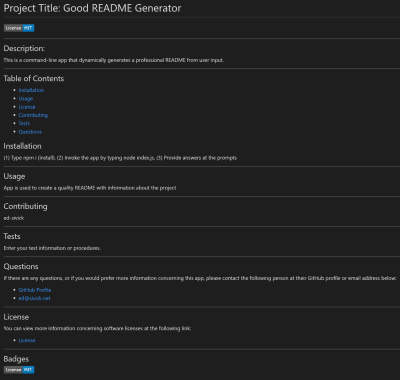 Project Title: Good README Generator
License MIT
Description:
This is a command-line app that dynamically generates a professional README from user input.
Table of Contents
Installation
Usage
License
Contributing
Tests
Questions
Installation
(1) Type npm i (install), (2) Invoke the app by typing node index.js, (3) Provide answers at the prompts
Usage
App is used to create a quality README with information about the project
Contributing
ed-sivick
Tests
Enter your test information or procedures.
Questions
If there are any questions, or if you would prefer more information concerning this app, please contact the following person at their GitHub profile or email address below:
GitHub Profile
ed@sivick.net
License
You can view more information concerning software licenses at the following link:
License
Badges
License MIT